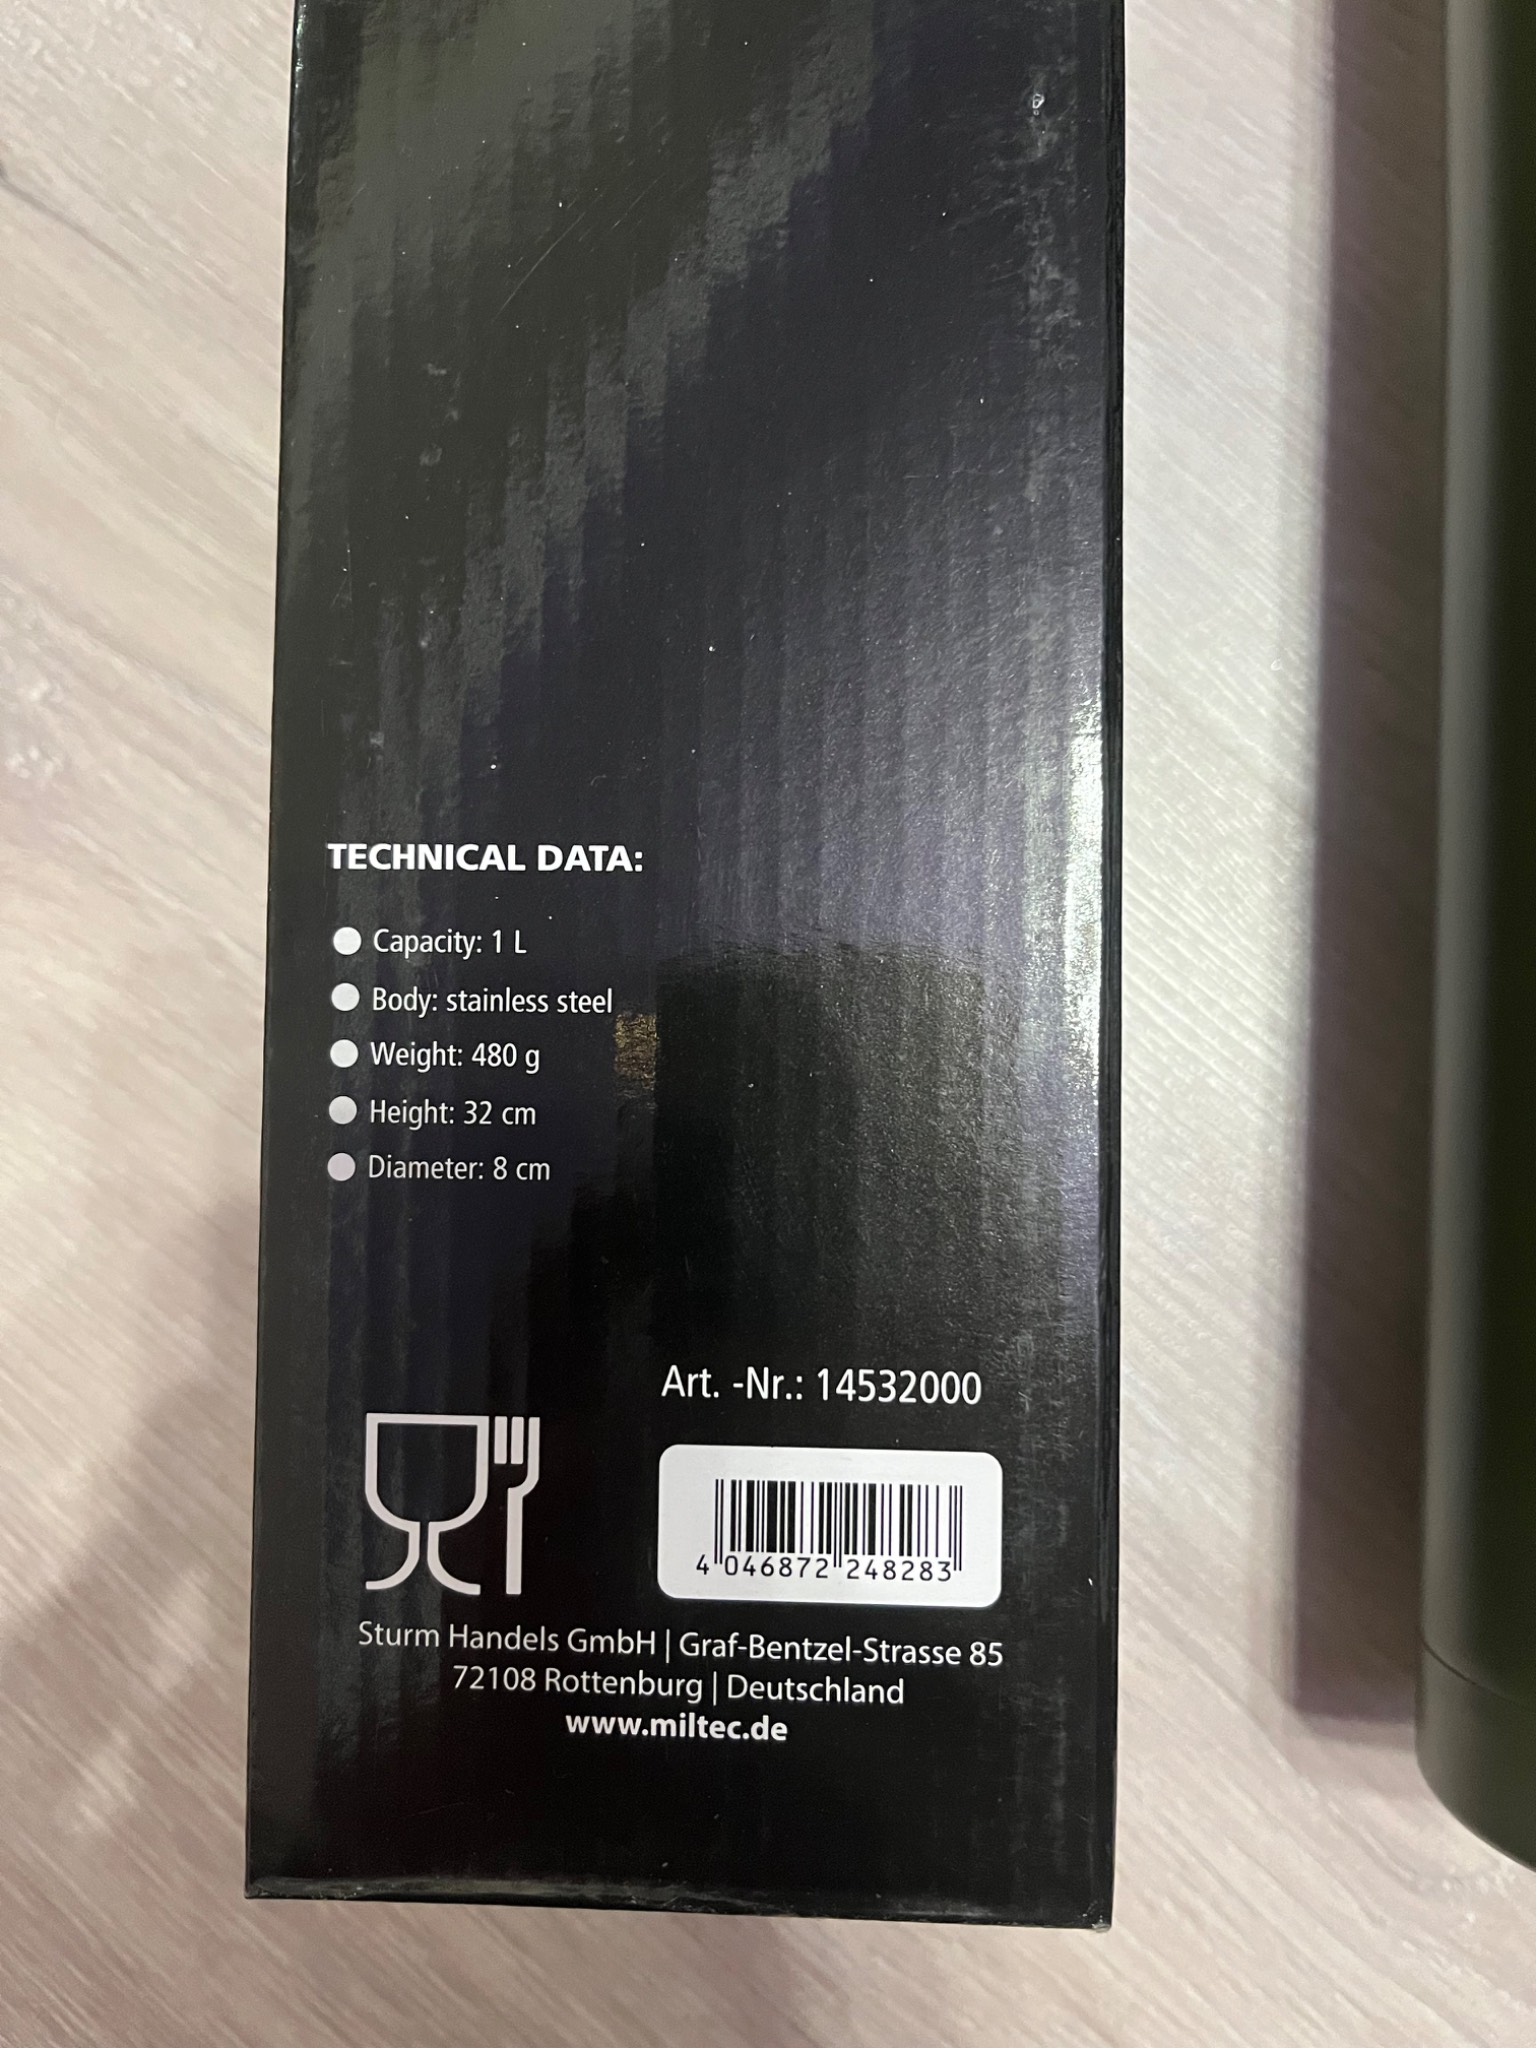 TECHNICAL DATA:
Capacity: 1 L
Body: stainless steel
Weight: 480 g
Height: 32 cm
Diameter: 8 cm
Art. -Nr.: 14532000
4 046872 248283
Sturm Handels GmbH | Graf-Bentzel-Strasse 85
72108 Rottenburg | Deutschland
www.miltec.de